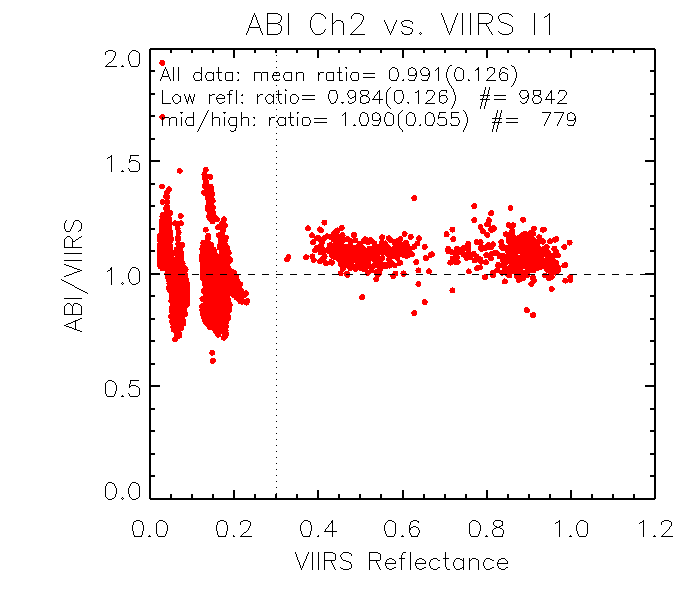 ABI Ch2 vs. VIIRS I1
2.0
All data: mean ratio= 0.991(0.126)
Low refl: ratio= 0.984(0.126) #= 9842
mid/high: ratio= 1.090(0.055) #= 779
1.5
1.0
0.5
0.0
ABI/VIIRS
0.0 0.2 0.4 0.6 0.8 1.0 1.2
VIIRS Reflectance